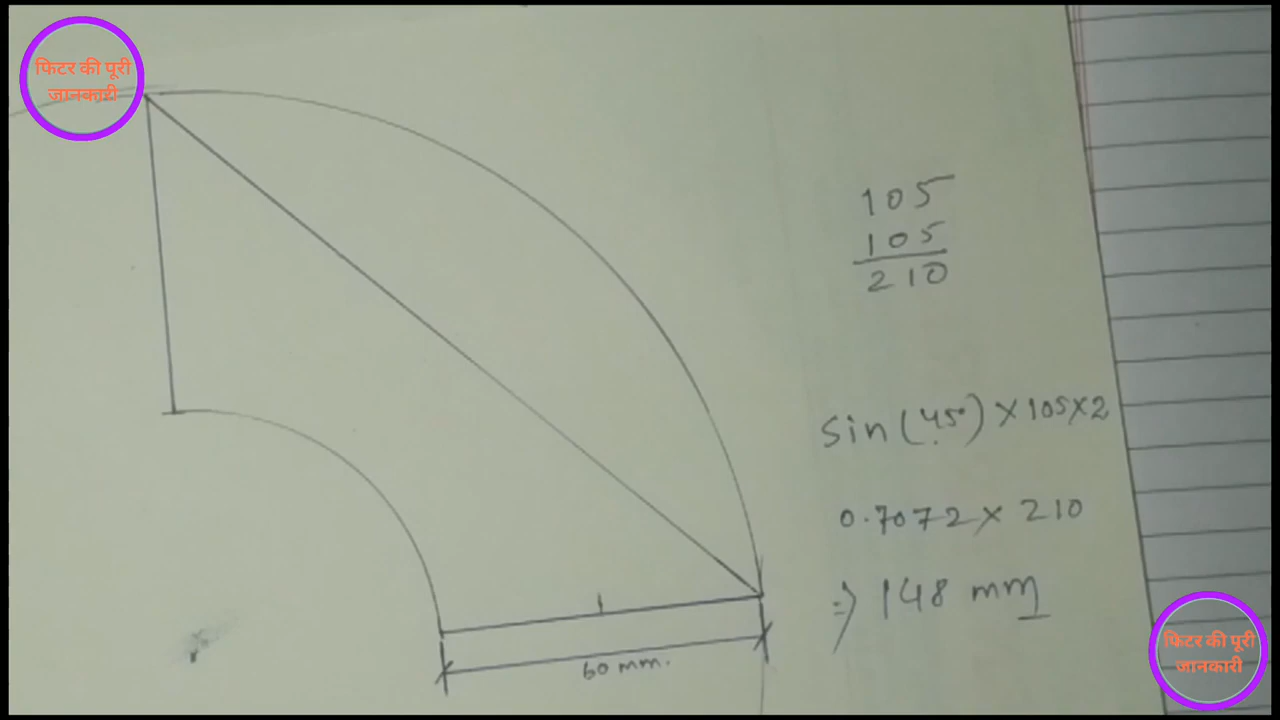 फिटर की पूरी
जानकारी
105
105
210
sin (45°) × 105 × 2
0.7072 × 210
⇒ 148 mm
60 mm.
फिटर की पूरी
जानकारी